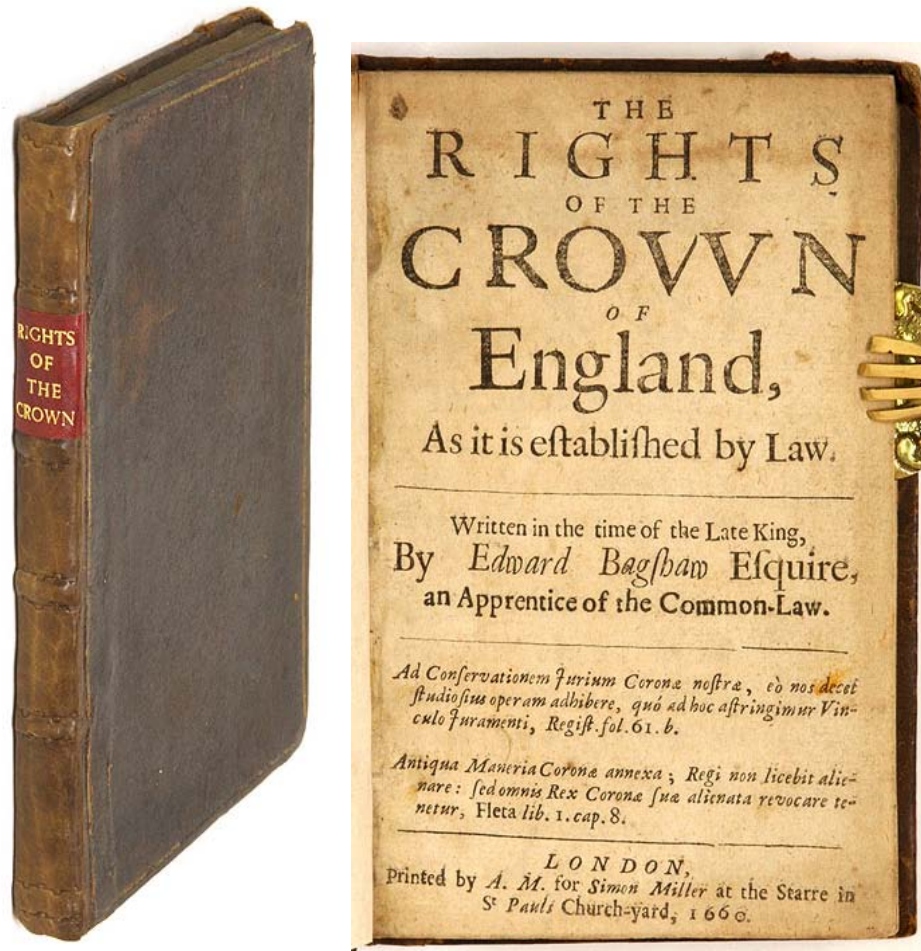 RIGHTS
OF
THE
CROWN
THE
RIGHTS
OF THE
CROVVN
OF
England,
As it is eſtabliſhed by Law.
Written in the time of the Late King,
By Edward Bagſhaw Eſquire,
an Apprentice of the Common-Law.
Ad Conſervationem Jurium Coronæ noſtræ, eò nos decet
ſtudioſius operam adhibere, quó ad hoc aſtringimur Vin-
culo Juramenti, Regiſt. fol. 61. b.
Antiqua Maneria Coronæ annexa; Regi non licebit alie-
nare: ſed omnis Rex Coronæ ſuæ alienata revocare te-
netur, Fleta lib. 1. cap. 8.
LONDON,
Printed by A. M. for Simon Miller at the Starre in
St Pauls Church-yard, 1660.